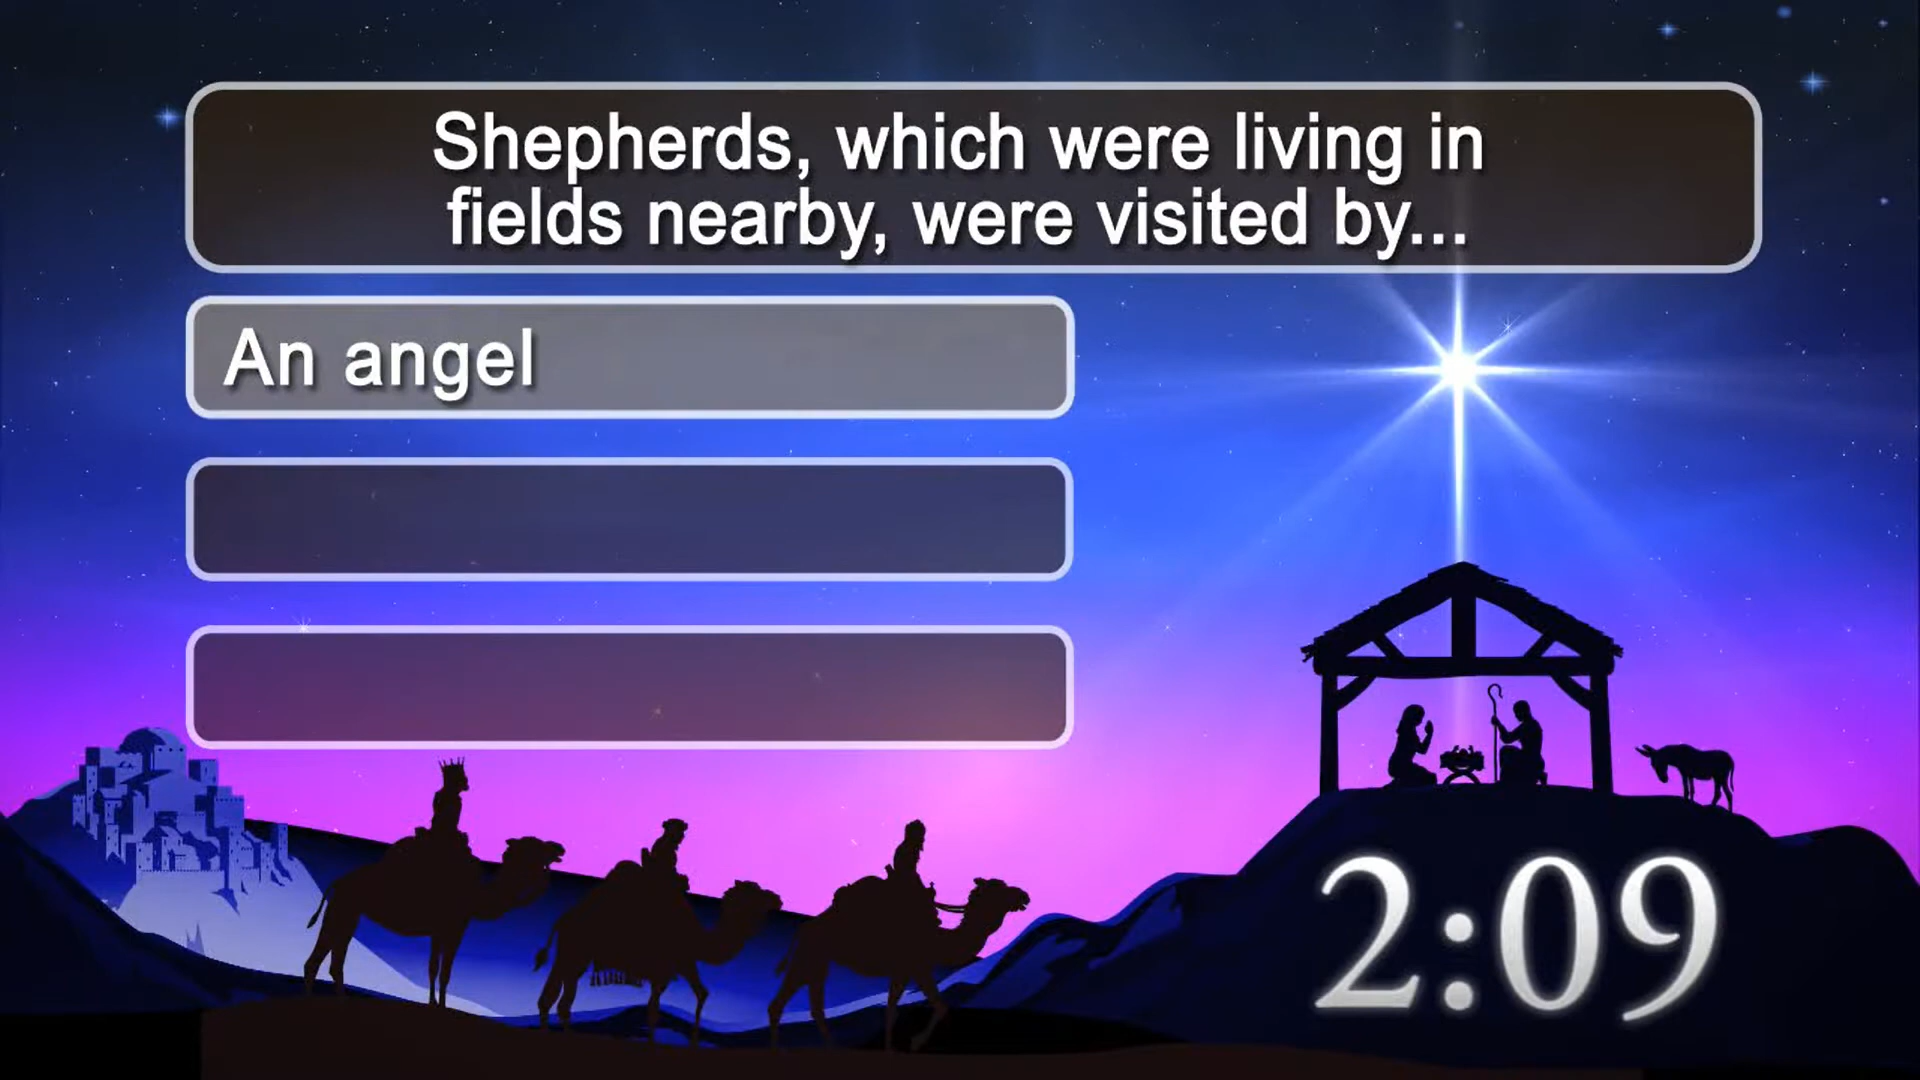 Shepherds, which were living in
fields nearby, were visited by...
An angel
2:09